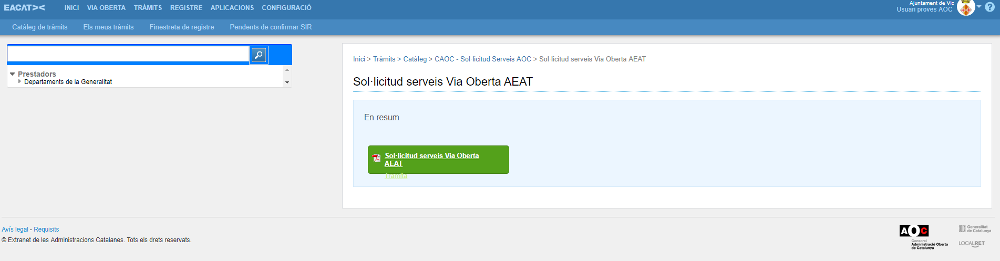 EACAT
INICI VIA OBERTA TRÀMITS REGISTRE APLICACIONS CONFIGURACIÓ
Ajuntament de Vic
Usuari proves AOC
?
Catàleg de tràmits Els meus tràmits Finestreta de registre Pendents de confirmar SIR
Prestadors
Departaments de la Generalitat
Inici > Tràmits > Catàleg > CAOC - Sol·licitud Serveis AOC > Sol·licitud serveis Via Oberta AEAT
Sol·licitud serveis Via Oberta AEAT
En resum
Sol·licitud serveis Via Oberta
AEAT
Tramita
Avís legal - Requisits
© Extranet de les Administracions Catalanes. Tots els drets reservats.
AOC
Consorci
Administració Oberta
de Catalunya
Generalitat
de Catalunya
LOCALRET